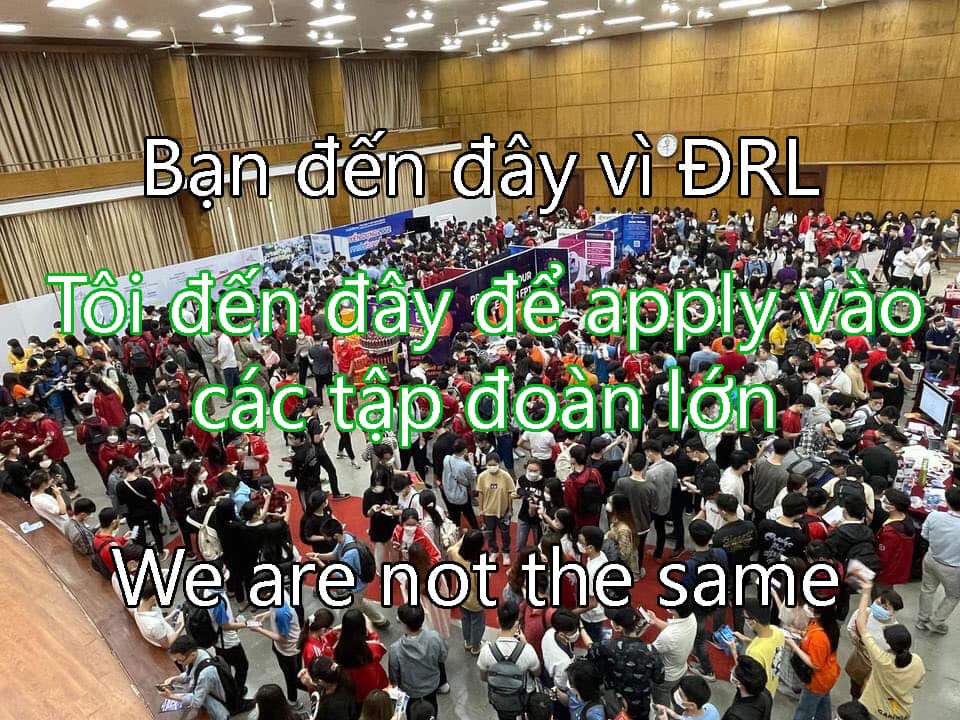 Bạn đến đây vì ĐRL
Tôi đến đây để apply vào
các tập đoàn lớn
We are not the same